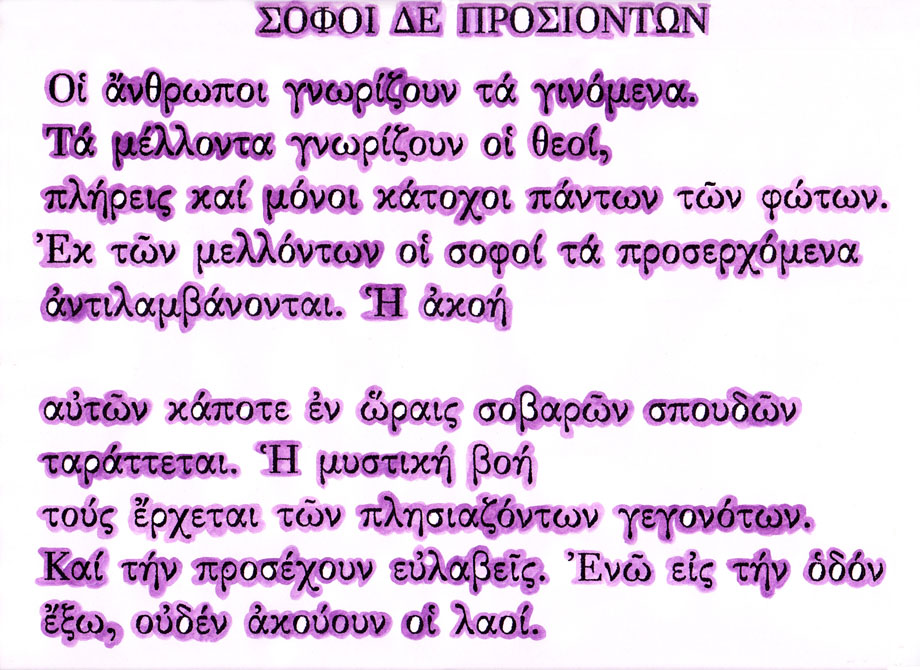 ΣΟΦΟΙ ΔΕ ΠΡΟΣΙΟΝΤΩΝ
Οἱ ἄνθρωποι γνωρίζουν τά γινόμενα.
Τά μέλλοντα γνωρίζουν οἱ θεοί,
πλήρεις καί μόνοι κάτοχοι πάντων τῶν φώτων.
Ἐκ τῶν μελλόντων οἱ σοφοί τά προσερχόμενα
ἀντιλαμβάνονται. Ἡ ἀκοή
αὐτῶν κάποτε ἐν ὥραις σοβαρῶν σπουδῶν
ταράττεται. Ἡ μυστική βοή
τούς ἔρχεται τῶν πλησιαζόντων γεγονότων.
Καί τήν προσέχουν εὐλαβεῖς. Ἐνῶ εἰς τήν ὁδόν
ἔξω, οὐδέν ἀκούουν οἱ λαοί.